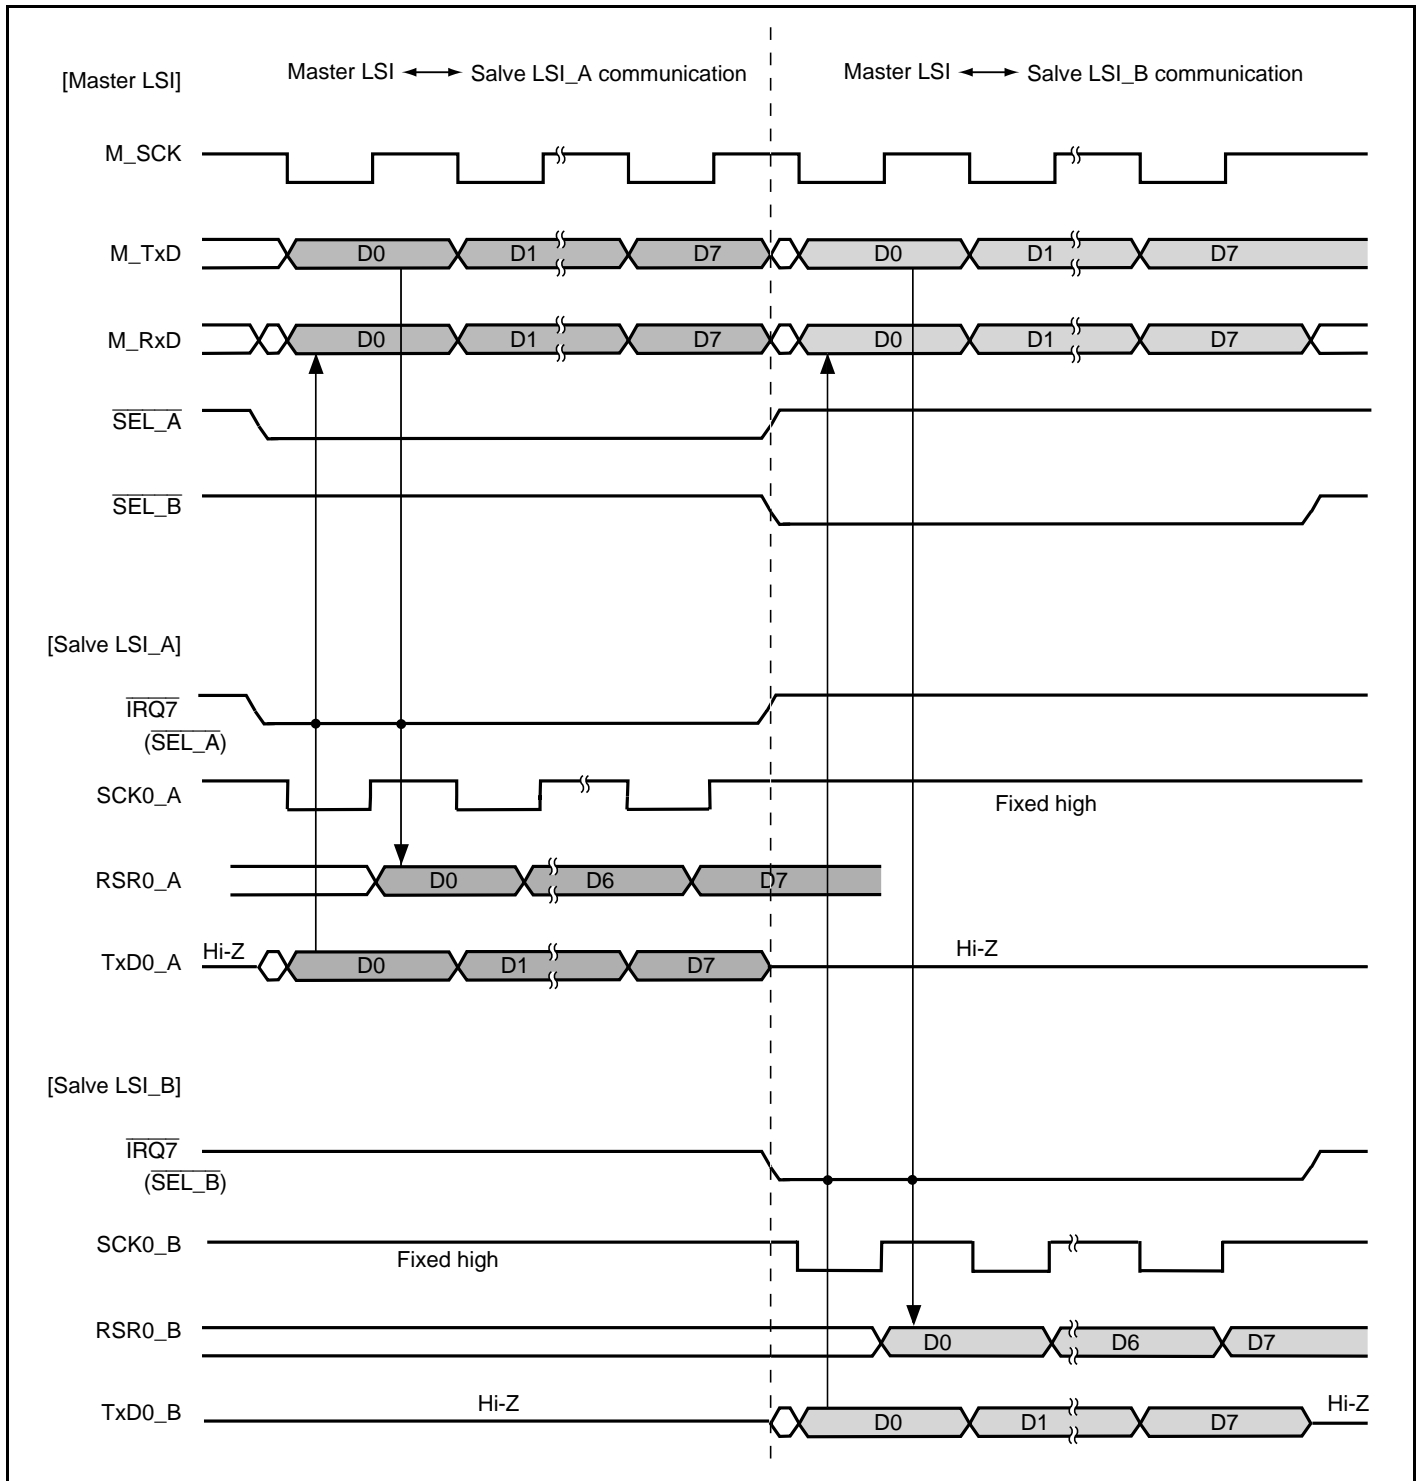 [Master LSI]
Master LSI ↔ Salve LSI_A communication
Master LSI ↔ Salve LSI_B communication
M_SCK
M_TxD D0 D1 D7 D0 D1 D7
M_RxD D0 D1 D7 D0 D1 D7
SEL_A
SEL_B
[Salve LSI_A]
IRQ7
(SEL_A)
SCK0_A
Fixed high
RSR0_A D0 D6 D7
TxD0_A Hi-Z D0 D1 D7 Hi-Z
[Salve LSI_B]
IRQ7
(SEL_B)
SCK0_B
Fixed high
RSR0_B D0 D6 D7
TxD0_B Hi-Z D0 D1 D7 Hi-Z